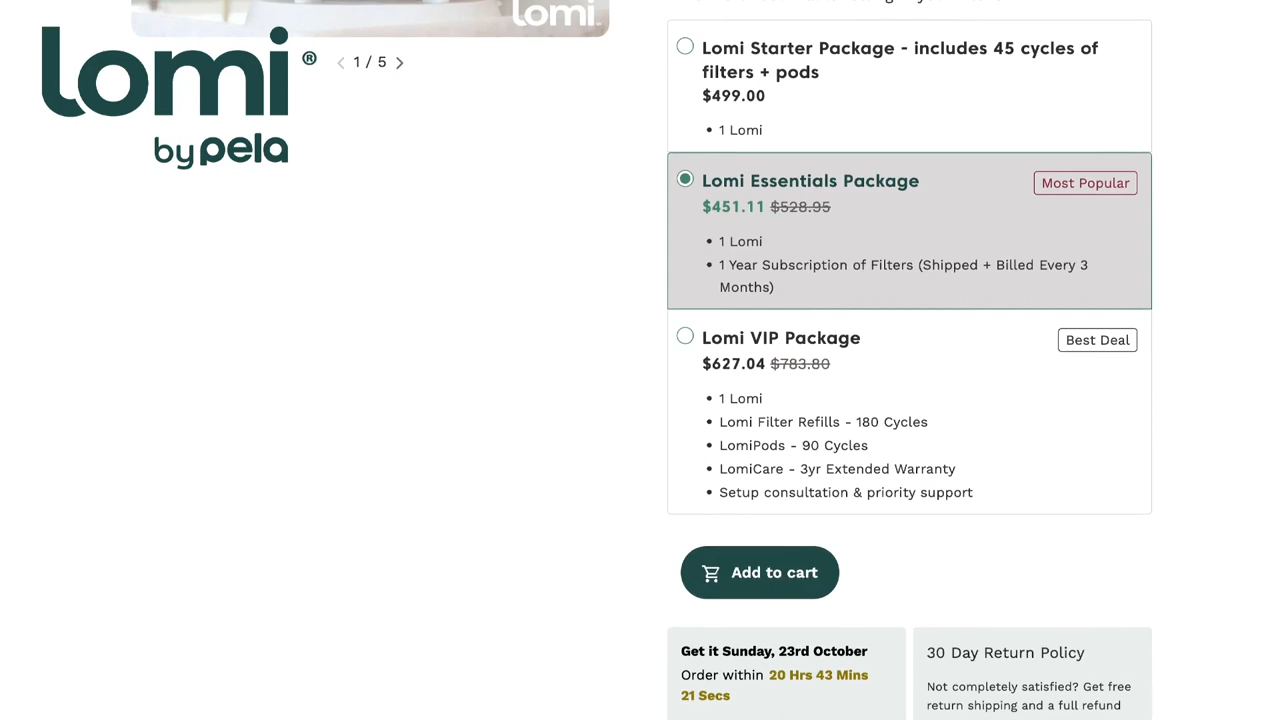 lomi
lomi®
by pela
1 / 5
Lomi Starter Package - includes 45 cycles of
filters + pods
$499.00
• 1 Lomi
Lomi Essentials Package
Most Popular
$451.11 $528.95
• 1 Lomi
• 1 Year Subscription of Filters (Shipped + Billed Every 3
Months)
Lomi VIP Package
Best Deal
$627.04 $783.80
• 1 Lomi
• Lomi Filter Refills - 180 Cycles
• LomiPods - 90 Cycles
• LomiCare - 3yr Extended Warranty
• Setup consultation & priority support
Add to cart
Get it Sunday, 23rd October
Order within 20 Hrs 43 Mins
21 Secs
30 Day Return Policy
Not completely satisfied? Get free
return shipping and a full refund